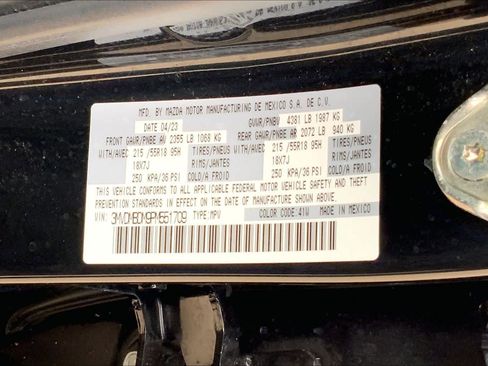 MFD. BY MAZDA MOTOR MANUFACTURING DE MEXICO S.A. DE C.V.
DATE 04/23 GVWR/PNBV 4381 LB 1987 KG
FRONT GAWR/PNBE AV 2355 LB 1068 KG REAR GAWR/PNBE AR 2072 LB 940 KG
WITH/AVEC 215/55R18 95H TIRES/PNEUS WITH/AVEC 215/55R18 95H TIRES/PNEUS
18X7J RIMS/JANTES 18X7J RIMS/JANTES
250 KPA/36 PSI COLD/A FROID 250 KPA/36 PSI COLD/A FROID
THIS VEHICLE CONFORMS TO ALL APPLICABLE FEDERAL MOTOR VEHICLE SAFETY AND THEFT
PREVENTION STANDARDS IN EFFECT ON THE DATE OF MANUFACTURE SHOWN ABOVE.
VIN: TYPE: MPV COLOR CODE: 41W